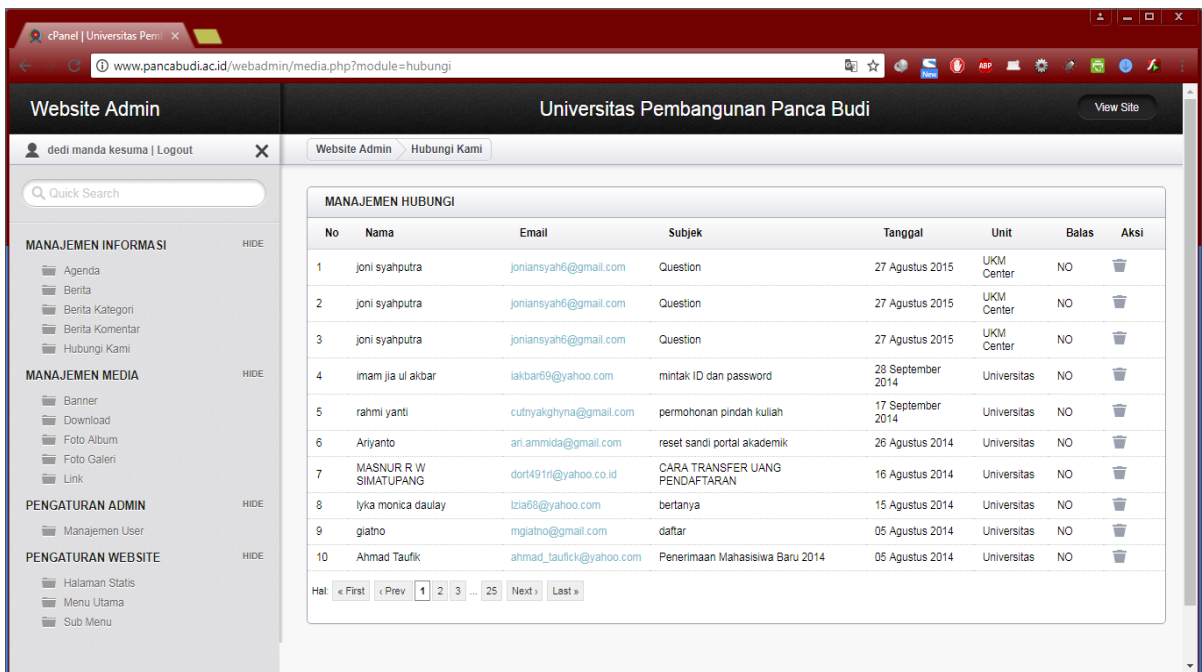 cPanel | Universitas Pem
www.pancabudi.ac.id/webadmin/media.php?module=hubungi
New
ABP
Website Admin
Universitas Pembangunan Panca Budi
View Site
dedi manda kesuma | Logout
Website Admin Hubungi Kami
Quick Search
MANAJEMEN INFORMASI HIDE
Agenda
Berita
Berita Kategori
Berita Komentar
Hubungi Kami
MANAJEMEN MEDIA HIDE
Banner
Download
Foto Album
Foto Galeri
Link
PENGATURAN ADMIN HIDE
Manajemen User
PENGATURAN WEBSITE HIDE
Halaman Statis
Menu Utama
Sub Menu
MANAJEMEN HUBUNGI
No Nama Email Subjek Tanggal Unit Balas Aksi
1 joni syahputra joniansyah6@gmail.com Question 27 Agustus 2015 UKM Center NO
2 joni syahputra joniansyah6@gmail.com Question 27 Agustus 2015 UKM Center NO
3 joni syahputra joniansyah6@gmail.com Question 27 Agustus 2015 UKM Center NO
4 imam jia ul akbar iakbar69@yahoo.com mintak ID dan password 28 September 2014 Universitas NO
5 rahmi yanti cutnyakghyna@gmail.com permohonan pindah kuliah 17 September 2014 Universitas NO
6 Ariyanto ari.ammida@gmail.com reset sandi portal akademik 26 Agustus 2014 Universitas NO
7 MASNUR R W SIMATUPANG dort491rl@yahoo.co.id CARA TRANSFER UANG PENDAFTARAN 16 Agustus 2014 Universitas NO
8 lyka monica daulay lzia68@yahoo.com bertanya 15 Agustus 2014 Universitas NO
9 giatno mgiatno@gmail.com daftar 05 Agustus 2014 Universitas NO
10 Ahmad Taufik ahmad_taufick@yahoo.com Penerimaan Mahasisiwa Baru 2014 05 Agustus 2014 Universitas NO
Hal: « First ‹ Prev 1 2 3 ... 25 Next › Last »